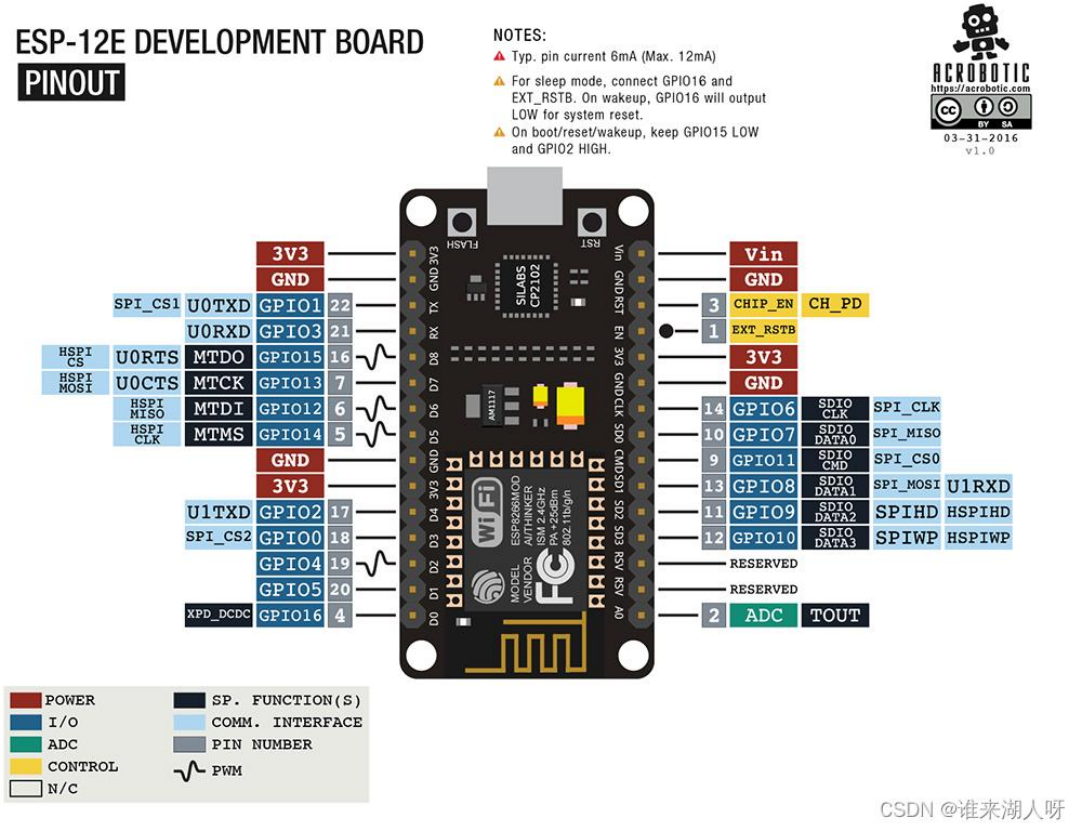 ESP-12E DEVELOPMENT BOARD
PINOUT
NOTES:
Typ. pin current 6mA (Max. 12mA)
For sleep mode, connect GPIO16 and
EXT_RSTB. On wakeup, GPIO16 will output
LOW for system reset.
On boot/reset/wakeup, keep GPIO15 LOW
and GPIO2 HIGH.
ACROBOTIC
https://acrobotic.com
CC BY SA
03-31-2016
v1.0
FLASH
RST
SILABS
CP2102
AM1117
3V3
GND
SPI_CS1 U0TXD GPIO1 22
U0RXD GPIO3 21
HSPI CS U0RTS MTDO GPIO15 16
HSPI MOSI U0CTS MTCK GPIO13 7
HSPI MISO MTDI GPIO12 6
HSPI CLK MTMS GPIO14 5
GND
3V3
U1TXD GPIO2 17
SPI_CS2 GPIO0 18
GPIO4 19
GPIO5 20
XPD_DCDC GPIO16 4
3V3
GND
TX
RX
D8
D7
D6
D5
GND
3V3
D4
D3
D2
D1
D0
Vin
GND
RST
EN
3V3
GND
CLK
SD0
CMD
SD1
SD2
SD3
RSV
RSV
A0
Vin
GND
3 CHIP_EN CH_PD
1 EXT_RSTB
3V3
GND
14 GPIO6 SDIO CLK SPI_CLK
10 GPIO7 SDIO DATA0 SPI_MISO
9 GPIO11 SDIO CMD SPI_CS0
13 GPIO8 SDIO DATA1 SPI_MOSI U1RXD
11 GPIO9 SDIO DATA2 SPIHD HSPIHD
12 GPIO10 SDIO DATA3 SPIWP HSPIWP
RESERVED
RESERVED
2 ADC TOUT
WiFi
ESP8266MOD
AI/THINKER
ISM 2.4GHz
PA +25dBm
802.11b/g/n
MODEL
VENDOR
FC
POWER
I/O
ADC
CONTROL
N/C
SP. FUNCTION(S)
COMM. INTERFACE
PIN NUMBER
PWM
CSDN @谁来湖人呀